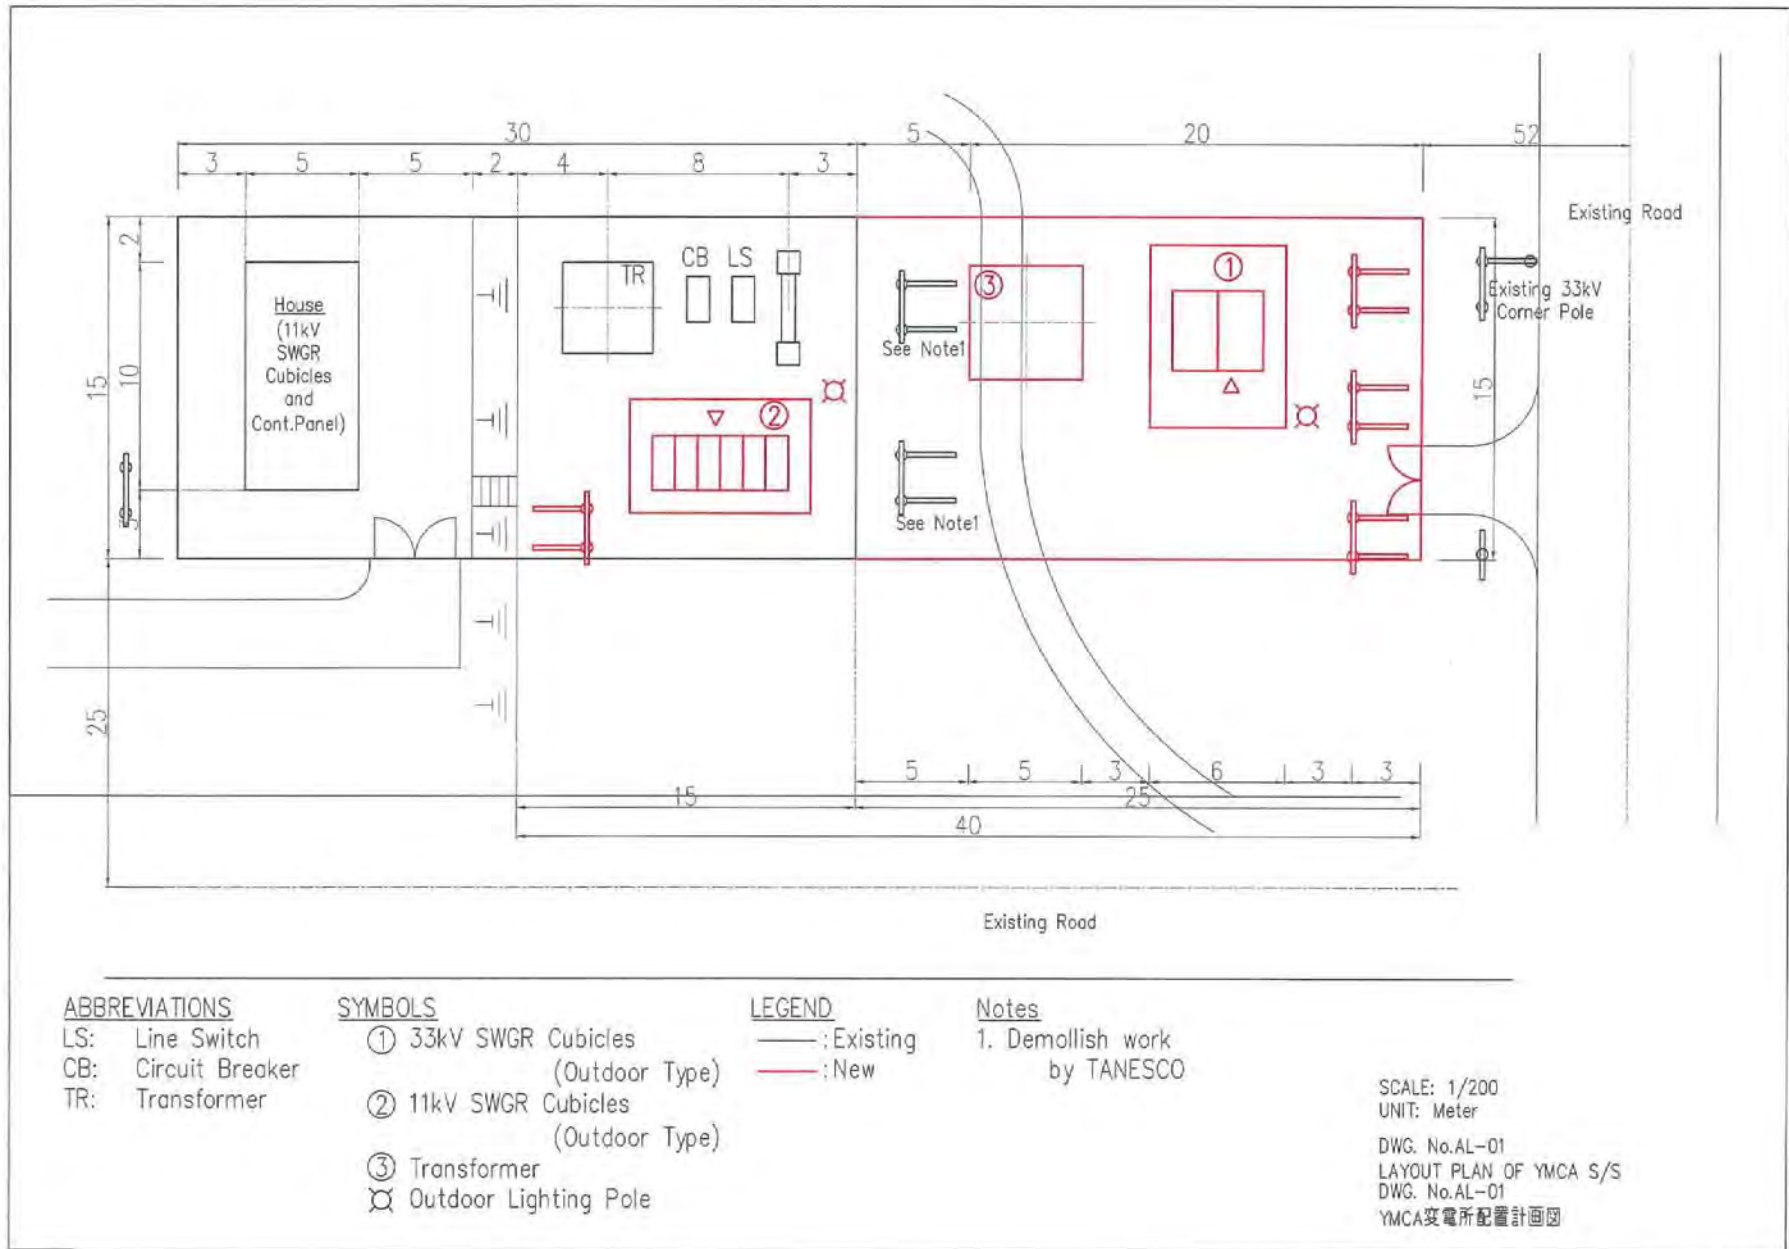 30
5
20
52
3
5
5
2
4
8
3
Existing Road
2
CB
LS
TR
①
③
House
(11kV
SWGR
Cubicles
and
Cont.Panel)
Existing 33kV
Corner Pole
See Note1
15
10
15
②
See Note1
25
5
5
3
6
3
3
15
25
40
Existing Road
ABBREVIATIONS
LS: Line Switch
CB: Circuit Breaker
TR: Transformer
SYMBOLS
① 33kV SWGR Cubicles
(Outdoor Type)
② 11kV SWGR Cubicles
(Outdoor Type)
③ Transformer
Outdoor Lighting Pole
LEGEND
: Existing
: New
Notes
1. Demollish work
by TANESCO
SCALE: 1/200
UNIT: Meter
DWG. No.AL-01
LAYOUT PLAN OF YMCA S/S
DWG. No.AL-01
YMCA変電所配置計画図